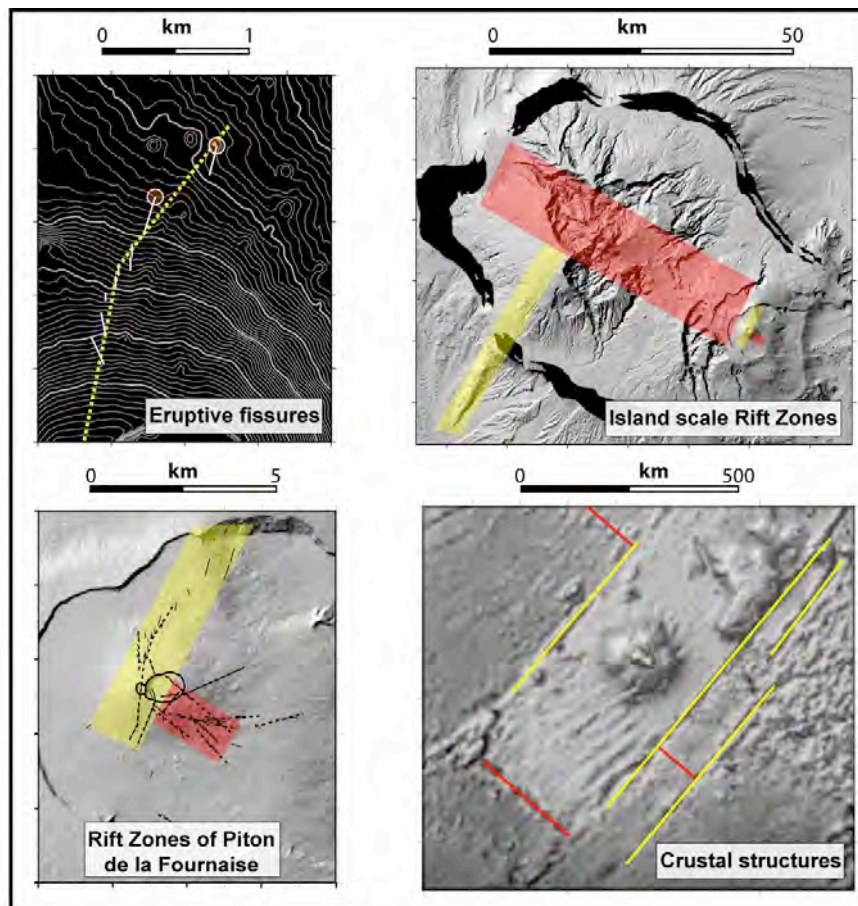 km
0 1
Eruptive fissures
km
0 50
Island scale Rift Zones
km
0 5
Rift Zones of Piton
de la Fournaise
km
0 500
Crustal structures